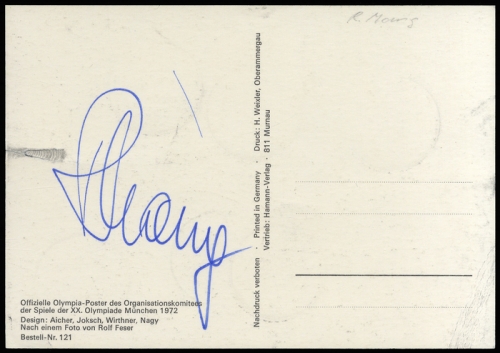 R. Moers
Offizielle Olympia-Poster des Organisationskomitees
der Spiele der XX. Olympiade München 1972
Design: Aicher, Joksch, Wirthner, Nagy
Nach einem Foto von Rolf Feser
Bestell-Nr. 121
Nachdruck verboten · Printed in Germany · Druck: H. Weixler, Oberammergau
Vertrieb: Hamann-Verlag · 811 Murnau